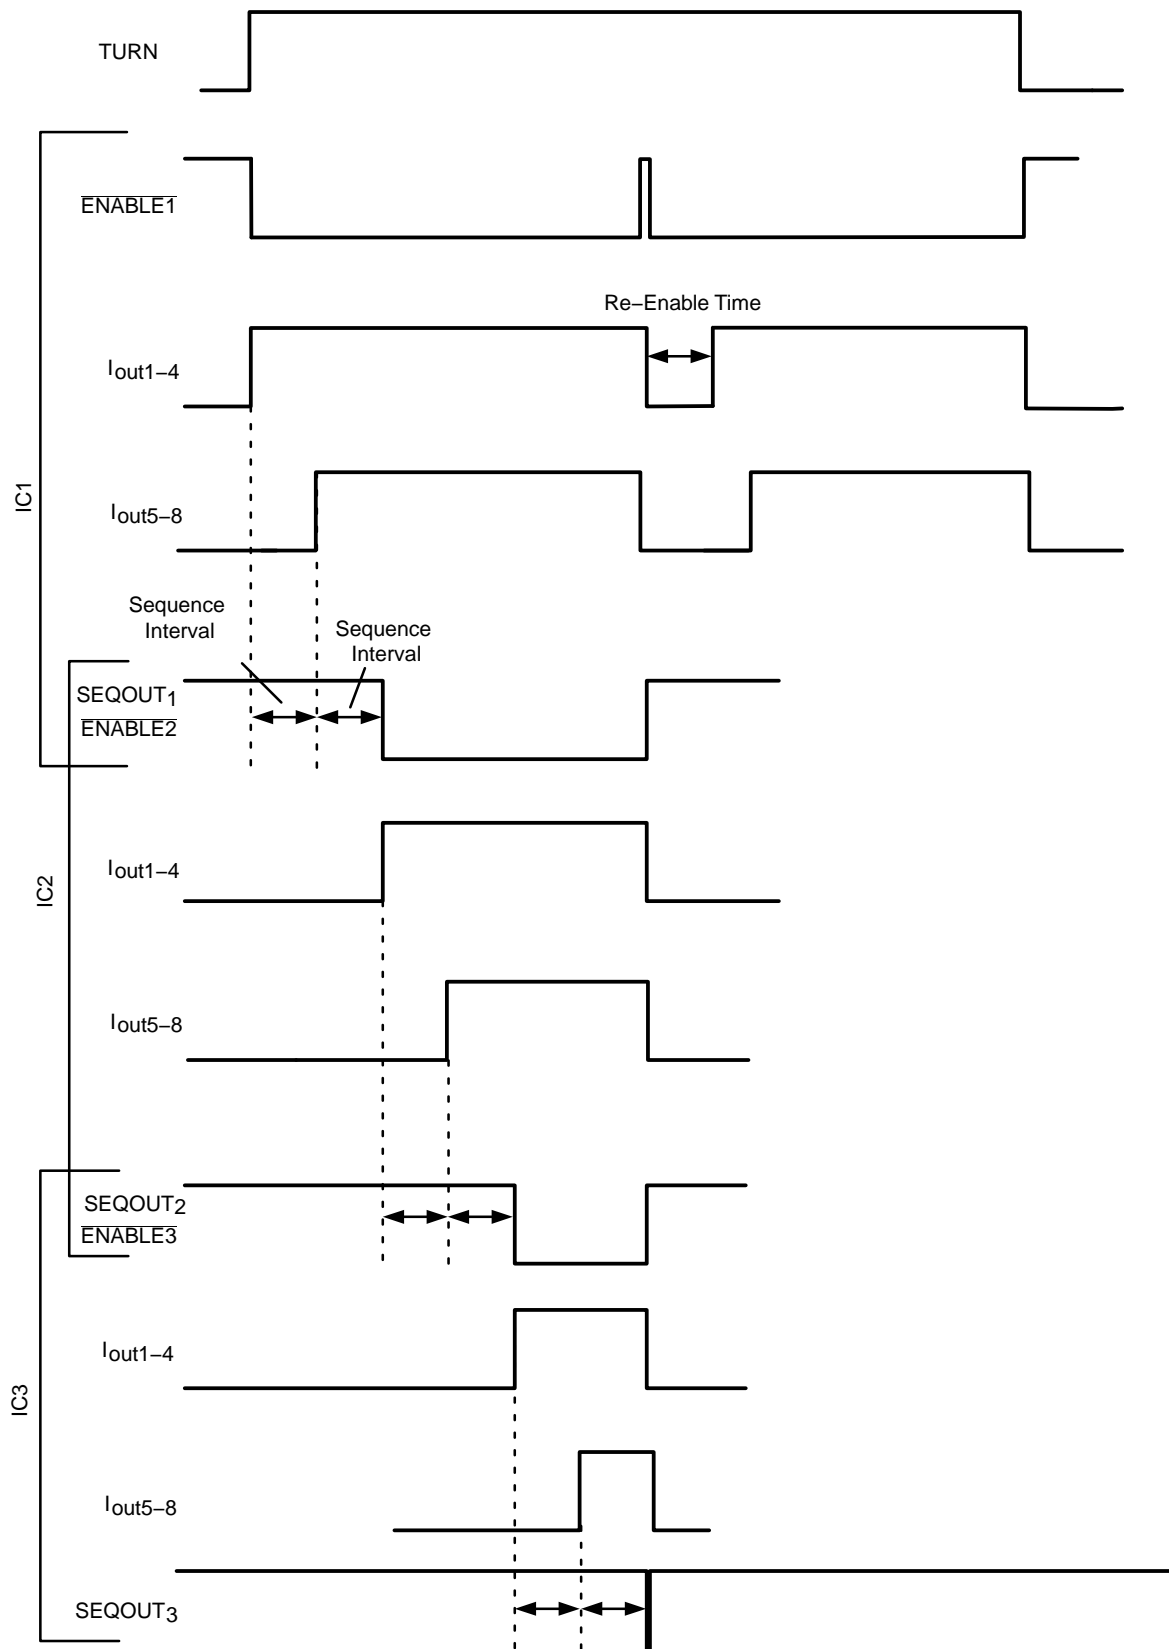 TURN
IC1
ENABLE1
Re−Enable Time
Iout1−4
Iout5−8
Sequence
Interval
Sequence
Interval
SEQOUT1
ENABLE2
IC2
Iout1−4
Iout5−8
SEQOUT2
ENABLE3
IC3
Iout1−4
Iout5−8
SEQOUT3